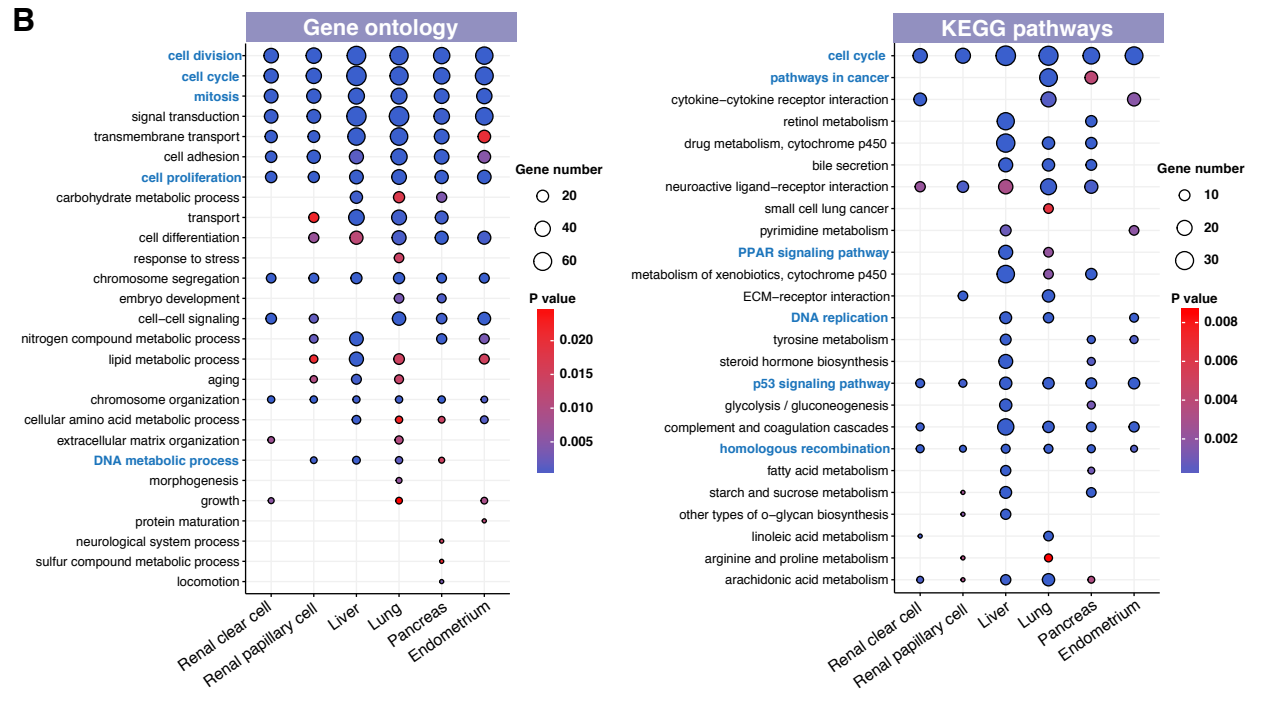 B
Gene ontology
cell division
cell cycle
mitosis
signal transduction
transmembrane transport
cell adhesion
cell proliferation
carbohydrate metabolic process
transport
cell differentiation
response to stress
chromosome segregation
embryo development
cell−cell signaling
nitrogen compound metabolic process
lipid metabolic process
aging
chromosome organization
cellular amino acid metabolic process
extracellular matrix organization
DNA metabolic process
morphogenesis
growth
protein maturation
neurological system process
sulfur compound metabolic process
locomotion
Renal clear cell
Renal papillary cell
Liver
Lung
Pancreas
Endometrium
Gene number
20
40
60
P value
0.020
0.015
0.010
0.005
KEGG pathways
cell cycle
pathways in cancer
cytokine−cytokine receptor interaction
retinol metabolism
drug metabolism, cytochrome p450
bile secretion
neuroactive ligand−receptor interaction
small cell lung cancer
pyrimidine metabolism
PPAR signaling pathway
metabolism of xenobiotics, cytochrome p450
ECM−receptor interaction
DNA replication
tyrosine metabolism
steroid hormone biosynthesis
p53 signaling pathway
glycolysis / gluconeogenesis
complement and coagulation cascades
homologous recombination
fatty acid metabolism
starch and sucrose metabolism
other types of o−glycan biosynthesis
linoleic acid metabolism
arginine and proline metabolism
arachidonic acid metabolism
Renal clear cell
Renal papillary cell
Liver
Lung
Pancreas
Endometrium
Gene number
10
20
30
P value
0.008
0.006
0.004
0.002